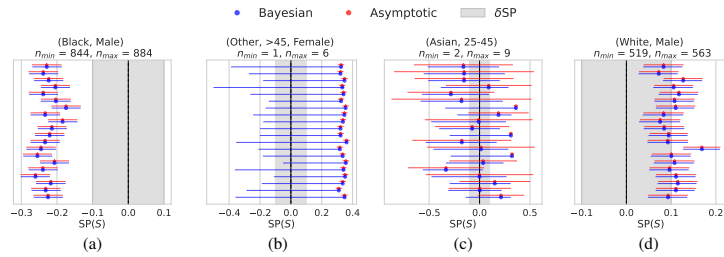 Bayesian Asymptotic δSP
(Black, Male)
n_min = 844, n_max = 884
−0.3 −0.2 −0.1 0.0 0.1
SP(S)
(a)
(Other, >45, Female)
n_min = 1, n_max = 6
−0.4 −0.2 0.0 0.2 0.4
SP(S)
(b)
(Asian, 25-45)
n_min = 2, n_max = 9
−0.5 0.0 0.5
SP(S)
(c)
(White, Male)
n_min = 519, n_max = 563
−0.1 0.0 0.1 0.2
SP(S)
(d)